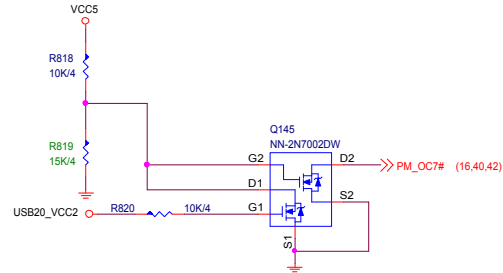 VCC5
R818
10K/4
R819
15K/4
Q145
NN-2N7002DW
G2
D2
PM_OC7# (16,40,42)
D1
S2
USB20_VCC2
R820
10K/4
G1
S1